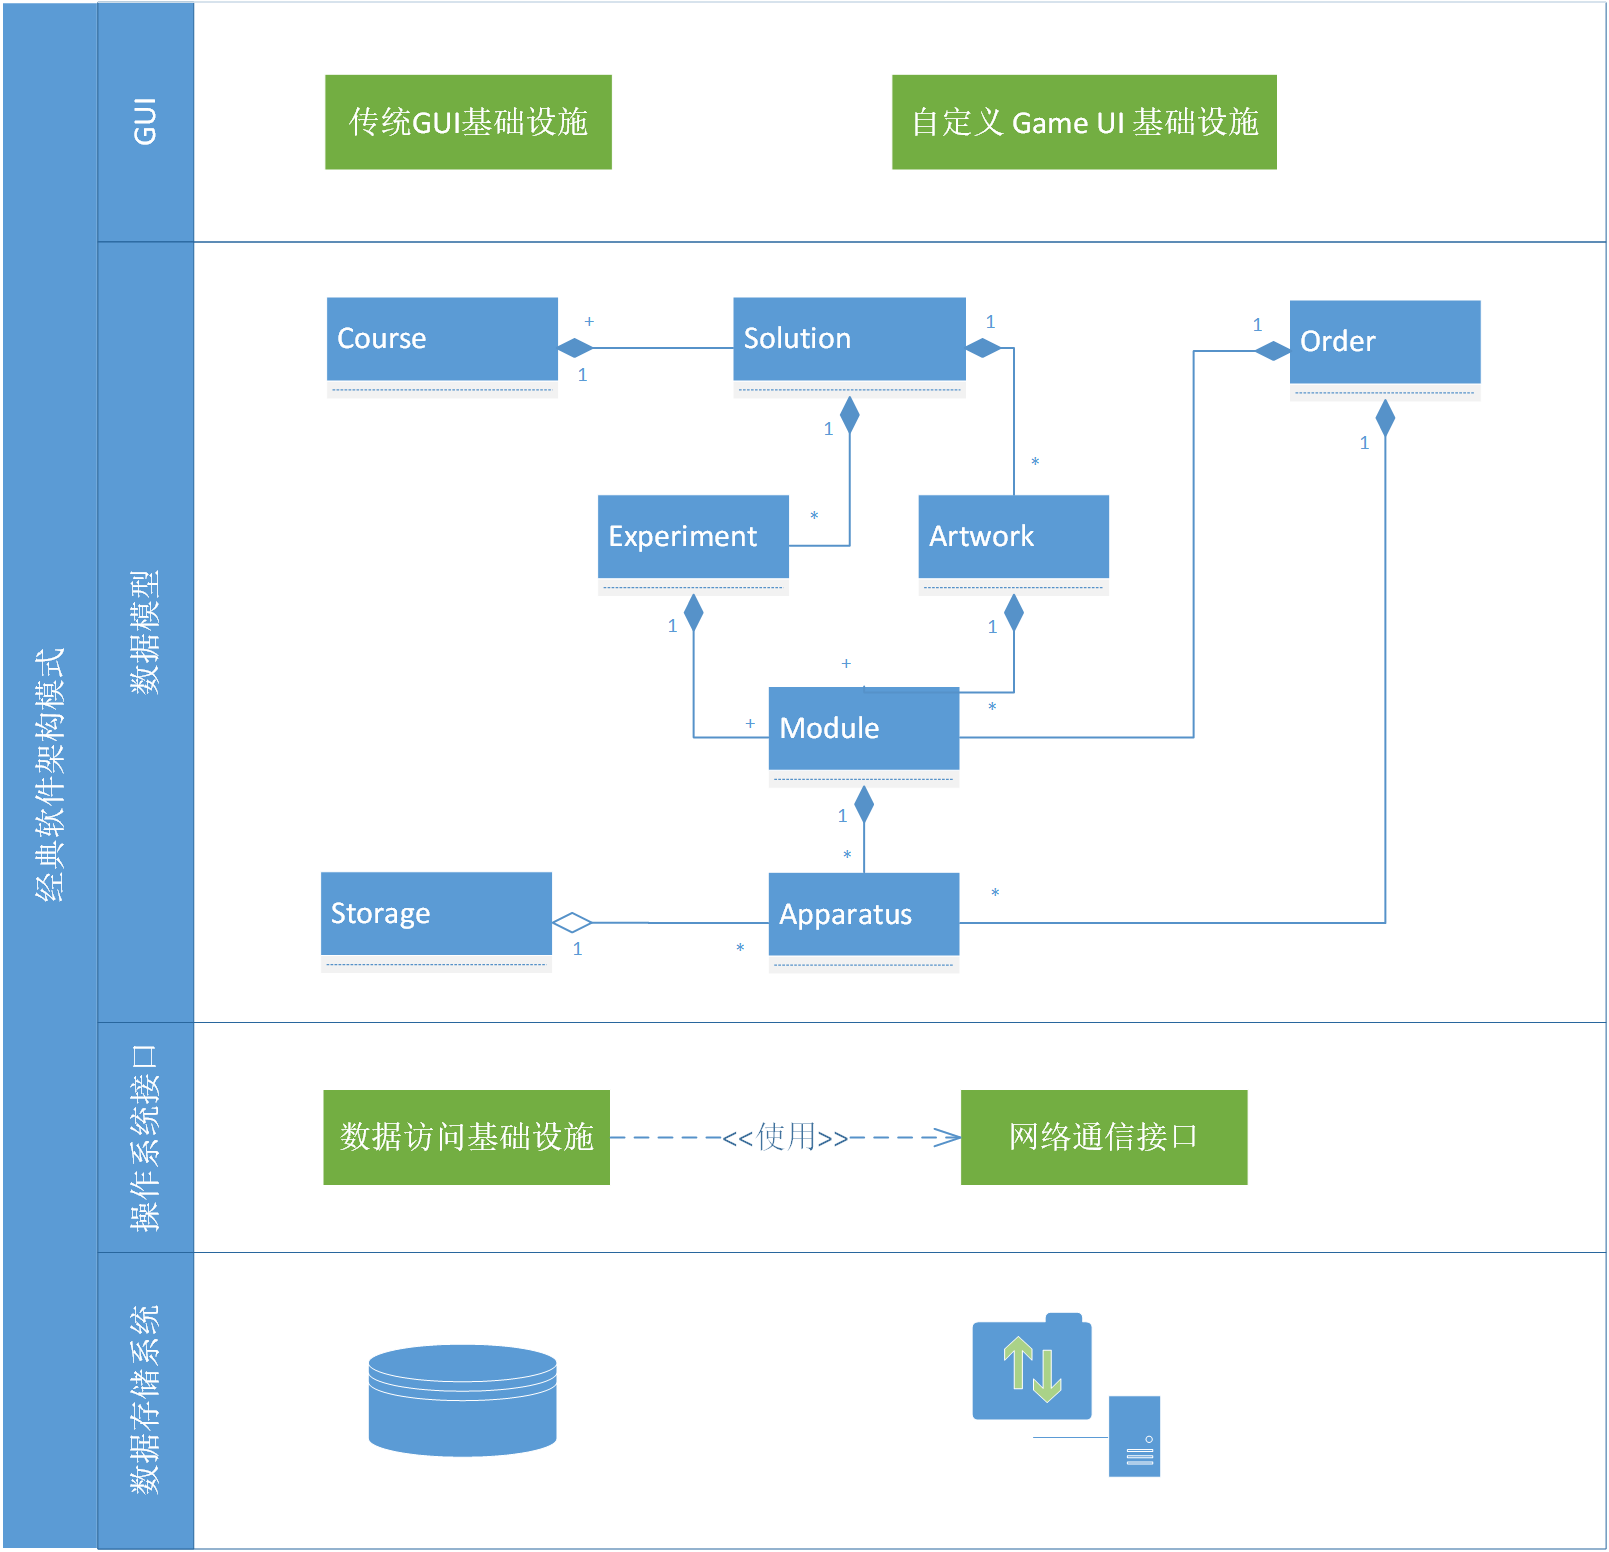 经典软件架构模式
GUI
传统GUI基础设施
自定义 Game UI 基础设施
数据模型
Course
+
1
Solution
1
1
*
Order
1
1
Experiment
*
1
+
Artwork
1
+
*
Module
1
*
Storage
1
*
Apparatus
*
操作系统接口
数据访问基础设施
<<使用>>
网络通信接口
数据存储系统